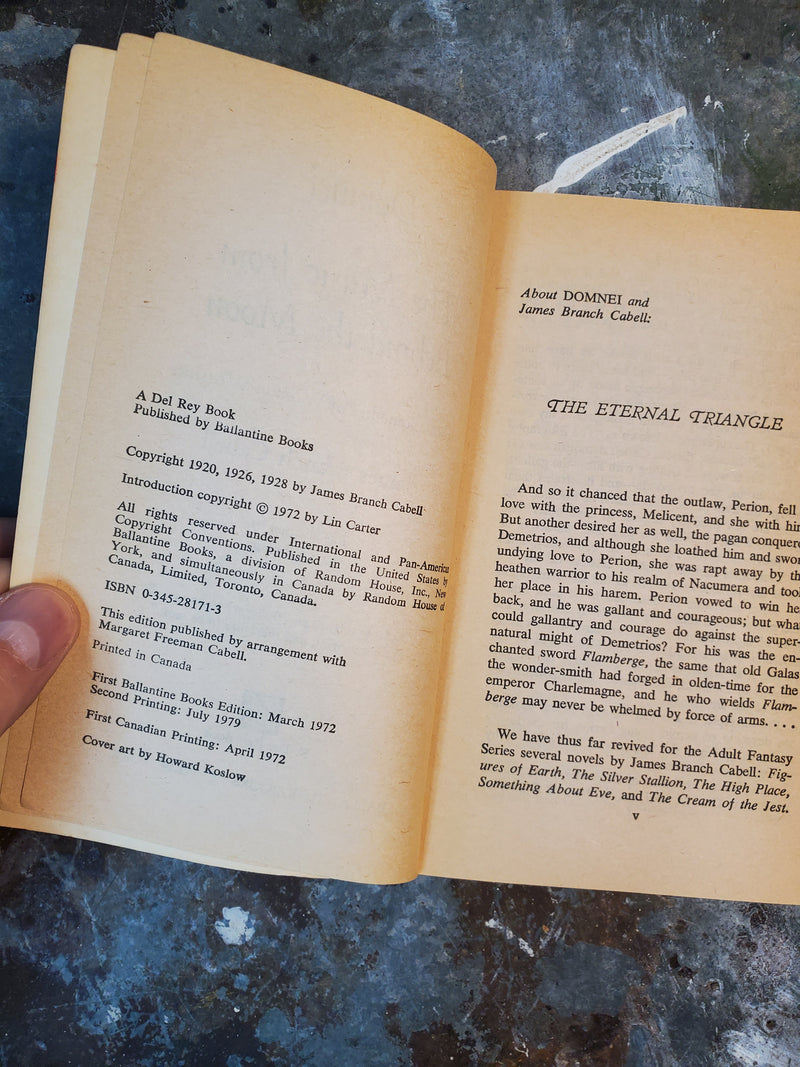 A Del Rey Book
Published by Ballantine Books
Copyright 1920, 1926, 1928 by James Branch Cabell
Introduction copyright © 1972 by Lin Carter
All rights reserved under International and Pan-American
Copyright Conventions. Published in the United States by
Ballantine Books, a division of Random House, Inc., New
York, and simultaneously in Canada by Random House of
Canada, Limited, Toronto, Canada.
ISBN 0-345-28171-3
This edition published by arrangement with
Margaret Freeman Cabell.
Printed in Canada
First Ballantine Books Edition: March 1972
Second Printing: July 1979
First Canadian Printing: April 1972
Cover art by Howard Koslow
About DOMNEI and
James Branch Cabell:
THE ETERNAL TRIANGLE
And so it chanced that the outlaw, Perion, fell
love with the princess, Melicent, and she with
But another desired her as well, the pagan
Demetrios, and although she loathed him and
undying love to Perion, she was rapt away by
heathen warrior to his realm of Nacumera and
her place in his harem. Perion vowed to win
back, and he was gallant and courageous; but
could gallantry and courage do against the super-
natural might of Demetrios? For his was the en-
chanted sword Flamberge, the same that old Galas
the wonder-smith had forged in olden-time for the
emperor Charlemagne, and he who wields Flam-
berge may never be whelmed by force of arms. . . .
We have thus far revived for the Adult Fantasy
Series several novels by James Branch Cabell: Fig-
ures of Earth, The Silver Stallion, The High Place,
Something About Eve, and The Cream of the Jest.
v